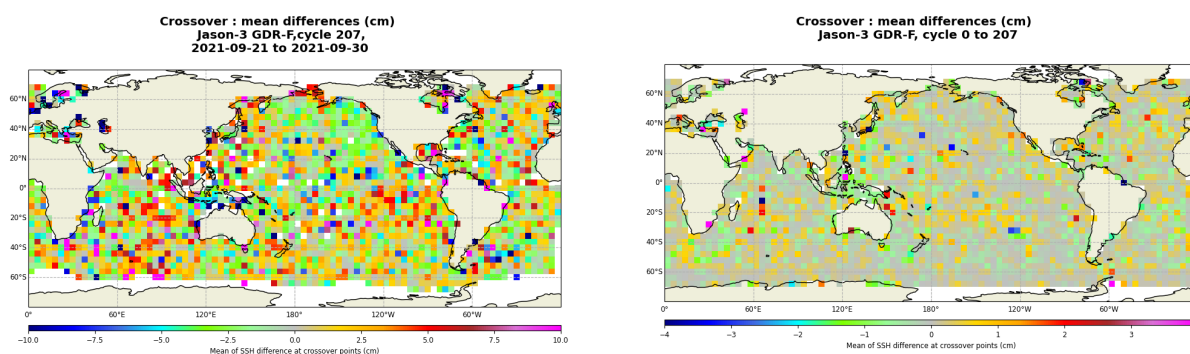 Crossover : mean differences (cm)
Jason-3 GDR-F,cycle 207,
2021-09-21 to 2021-09-30
60°N
40°N
20°N
0°
20°S
40°S
60°S
0° 60°E 120°E 180° 120°W 60°W
−10.0 −7.5 −5.0 −2.5 0.0 2.5 5.0 7.5 10.0
Mean of SSH difference at crossover points (cm)
Crossover : mean differences (cm)
Jason-3 GDR-F, cycle 0 to 207
60°N
40°N
20°N
0°
20°S
40°S
60°S
0° 60°E 120°E 180° 120°W 60°W
−4 −3 −2 −1 0 1 2 3
Mean of SSH difference at crossover points (cm)